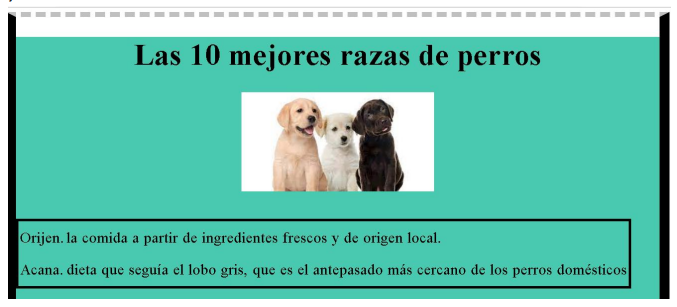 Las 10 mejores razas de perros
Orijen. la comida a partir de ingredientes frescos y de origen local.
Acana. dieta que seguía el lobo gris, que es el antepasado más cercano de los perros domésticos